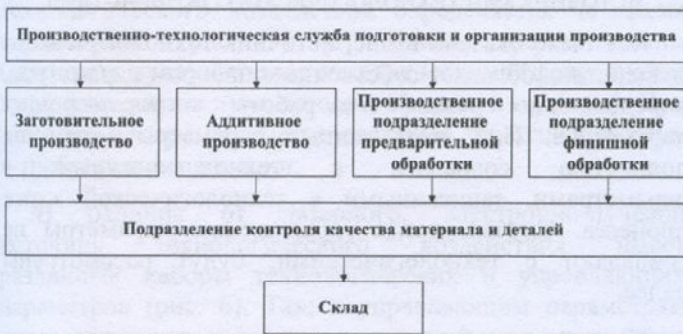 Производственно-технологическая служба подготовки и организации производства
Заготовительное
производство
Аддитивное
производство
Производственное
подразделение
предварительной
обработки
Производственное
подразделение
финишной
обработки
Подразделение контроля качества материала и деталей
Склад